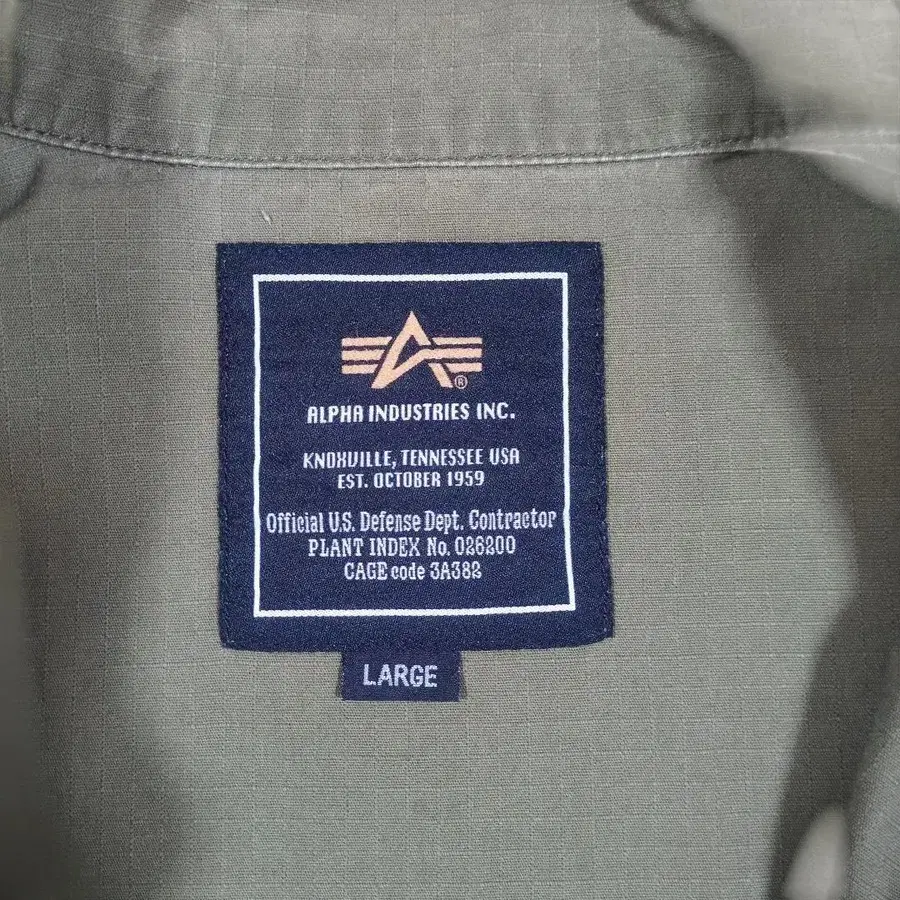 ®
ALPHA INDUSTRIES INC.
KNOXVILLE, TENNESSEE USA
EST. OCTOBER 1959
Official U.S. Defense Dept. Contractor
PLANT INDEX No. 026200
CAGE code 3A382
LARGE